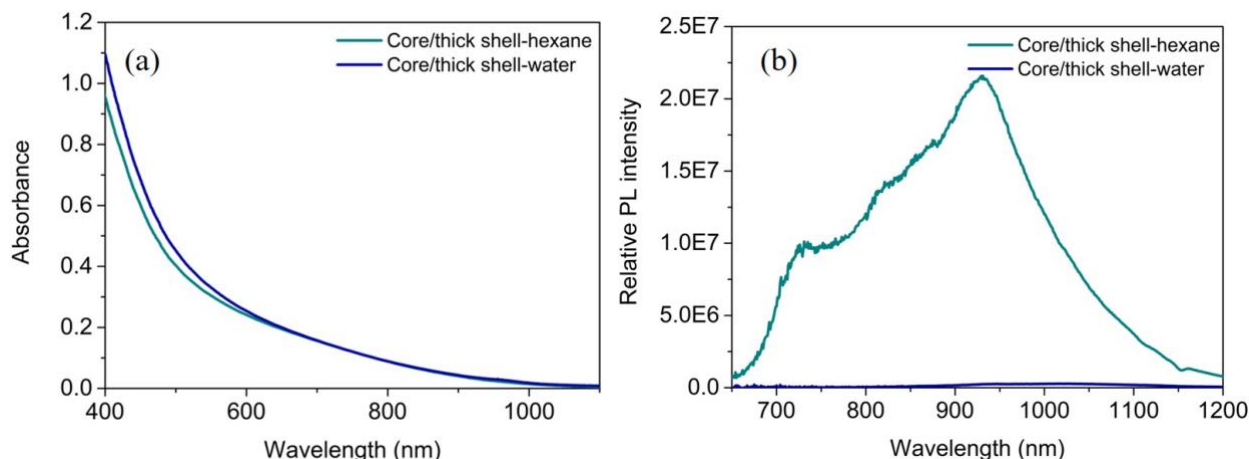 (a)
Core/thick shell-hexane
Core/thick shell-water
Absorbance
1.2
1.0
0.8
0.6
0.4
0.2
0.0
400 600 800 1000
Wavelength (nm)
(b)
Core/thick shell-hexane
Core/thick shell-water
Relative PL intensity
2.5E7
2.0E7
1.5E7
1.0E7
5.0E6
0.0
700 800 900 1000 1100 1200
Wavelength (nm)